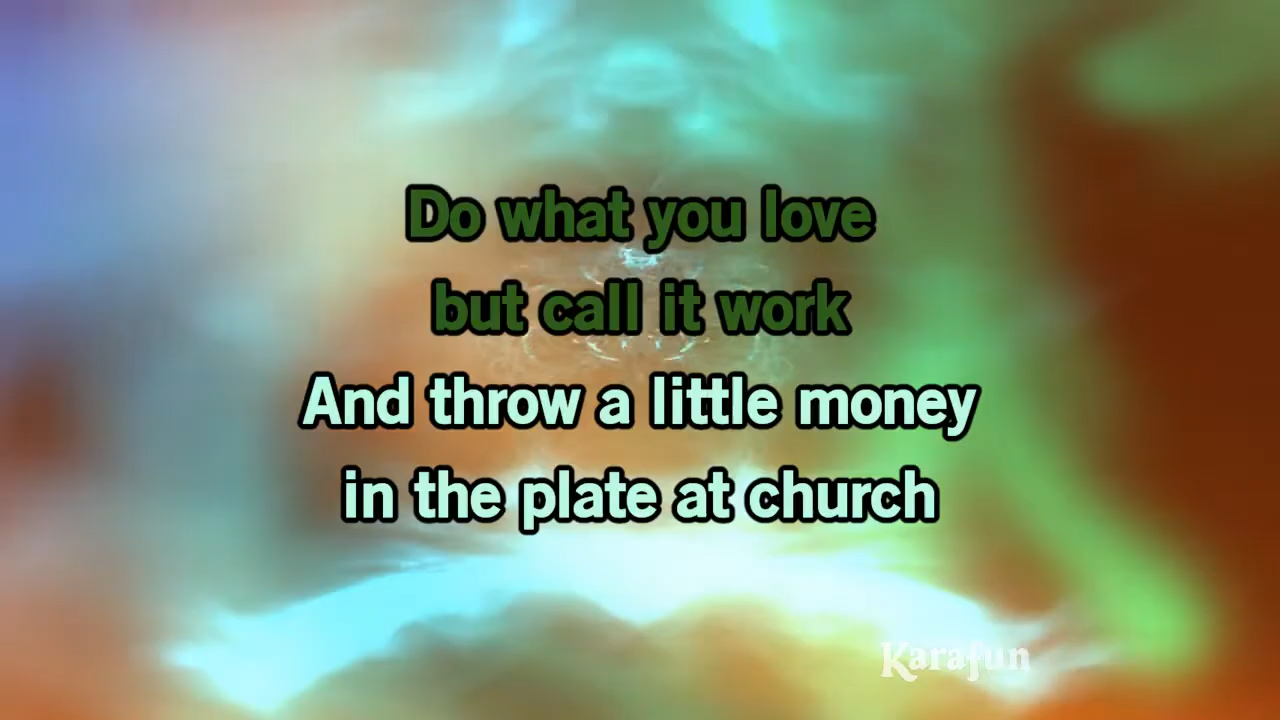 Do what you love
but call it work
And throw a little money
in the plate at church
Karafun